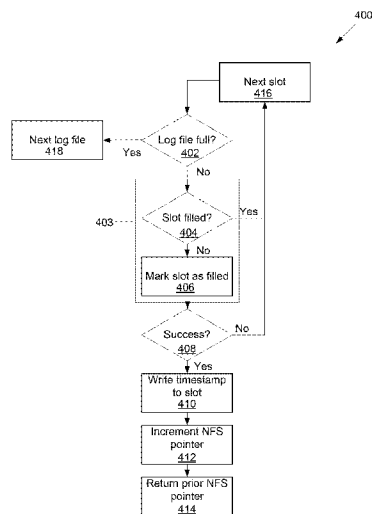 400
Next slot
416
Next log file
418
Log file full?
402
Yes
No
403
Slot filled?
404
Yes
No
Mark slot as filled
406
Success?
408
No
Yes
Write timestamp
to slot
410
Increment NFS
pointer
412
Return prior NFS
pointer
414